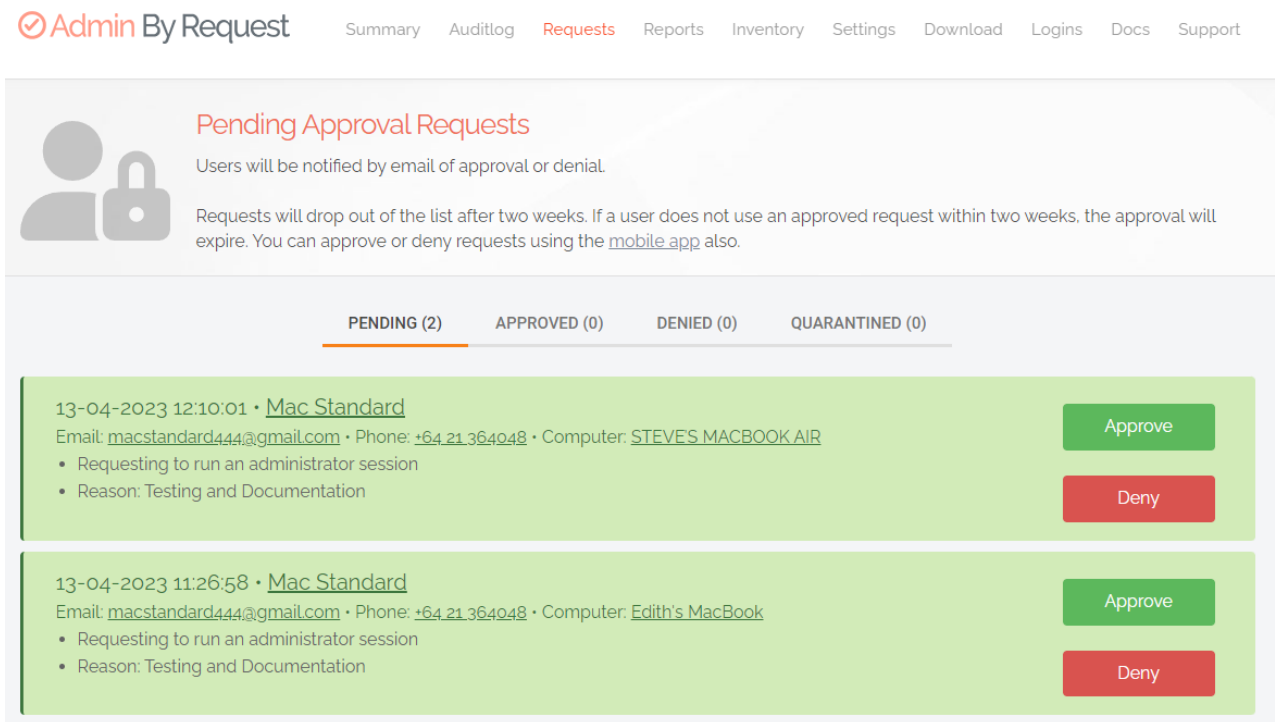 Admin By Request
Summary Auditlog Requests Reports Inventory Settings Download Logins Docs Support
Pending Approval Requests
Users will be notified by email of approval or denial.
Requests will drop out of the list after two weeks. If a user does not use an approved request within two weeks, the approval will
expire. You can approve or deny requests using the mobile app also.
PENDING (2) APPROVED (0) DENIED (0) QUARANTINED (0)
13-04-2023 12:10:01 • Mac Standard
Email: macstandard444@gmail.com • Phone: +64 21 364048 • Computer: STEVE'S MACBOOK AIR
• Requesting to run an administrator session
• Reason: Testing and Documentation
Approve
Deny
13-04-2023 11:26:58 • Mac Standard
Email: macstandard444@gmail.com • Phone: +64 21 364048 • Computer: Edith's MacBook
• Requesting to run an administrator session
• Reason: Testing and Documentation
Approve
Deny